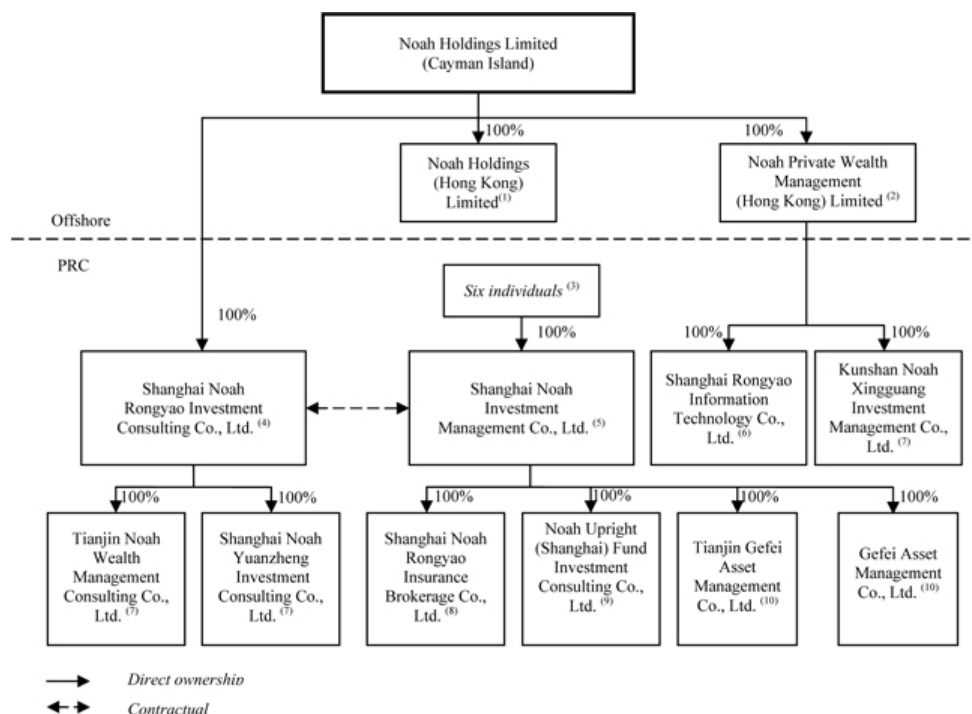 Noah Holdings Limited
(Cayman Island)
100%
100%
Noah Holdings
(Hong Kong)
Limited(1)
Noah Private Wealth
Management
(Hong Kong) Limited (2)
Offshore
PRC
Six individuals (3)
100%
100%
100%
100%
Shanghai Noah
Rongyao Investment
Consulting Co., Ltd. (4)
Shanghai Noah
Investment
Management Co., Ltd. (5)
Shanghai Rongyao
Information
Technology Co.,
Ltd. (6)
Kunshan Noah
Xingguang
Investment
Management Co.,
Ltd. (7)
100%
100%
100%
100%
100%
100%
Tianjin Noah
Wealth
Management
Consulting Co.,
Ltd. (7)
Shanghai Noah
Yuanzheng
Investment
Consulting Co.,
Ltd. (7)
Shanghai Noah
Rongyao
Insurance
Brokerage Co.,
Ltd. (8)
Noah Upright
(Shanghai) Fund
Investment
Consulting Co.,
Ltd. (9)
Tianjin Gefei
Asset
Management
Co., Ltd. (10)
Gefei Asset
Management
Co., Ltd. (10)
Direct ownership
Contractual